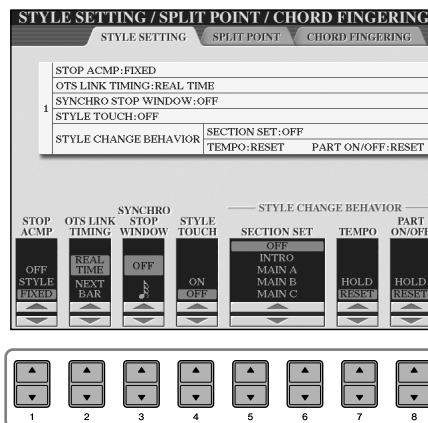 STYLE SETTING / SPLIT POINT / CHORD FINGERING
STYLE SETTING SPLIT POINT CHORD FINGERING
1
STOP ACMP:FIXED
OTS LINK TIMING:REAL TIME
SYNCHRO STOP WINDOW:OFF
STYLE TOUCH:OFF
STYLE CHANGE BEHAVIOR
SECTION SET:OFF
TEMPO:RESET PART ON/OFF:RESET
STYLE CHANGE BEHAVIOR
STOP ACMP
OTS LINK TIMING
SYNCHRO STOP WINDOW
STYLE TOUCH
SECTION SET
TEMPO
PART ON/OFF
OFF
STYLE
FIXED
REAL TIME
NEXT BAR
OFF
ON
OFF
OFF
INTRO
MAIN A
MAIN B
MAIN C
HOLD
RESET
HOLD
RESET
1 2 3 4 5 6 7 8